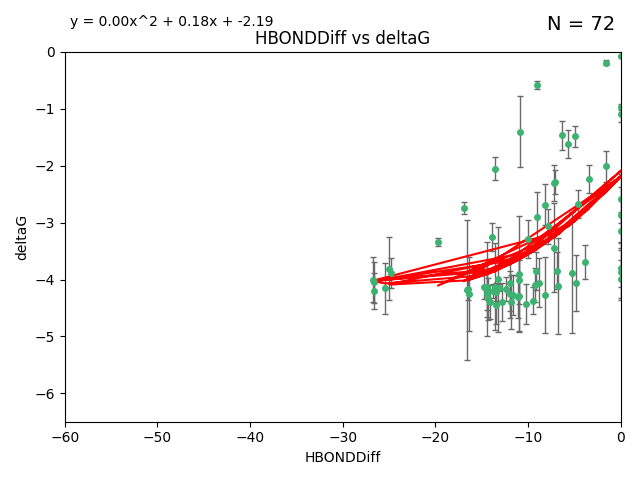 y = 0.00x^2 + 0.18x + -2.19
N = 72
HBONDDiff vs deltaG
0
−1
−2
−3
−4
−5
−6
deltaG
−60 −50 −40 −30 −20 −10 0
HBONDDiff